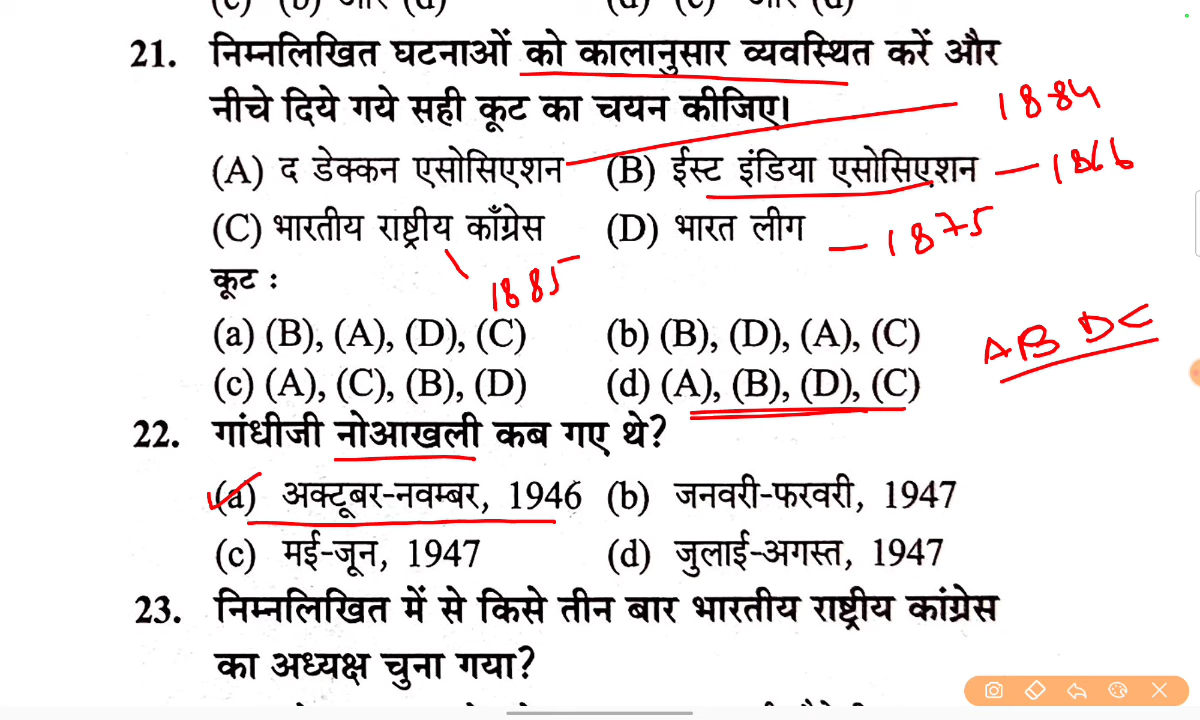 (c) (b) और (d) (d) (c) और (d)
21. निम्नलिखित घटनाओं को कालानुसार व्यवस्थित करें और
नीचे दिये गये सही कूट का चयन कीजिए।
1884
(A) द डेक्कन एसोसिएशन (B) ईस्ट इंडिया एसोसिएशन
1866
(C) भारतीय राष्ट्रीय काँग्रेस (D) भारत लीग
1875
कूट :
1885
(a) (B), (A), (D), (C) (b) (B), (D), (A), (C)
A B D C
(c) (A), (C), (B), (D) (d) (A), (B), (D), (C)
22. गांधीजी नोआखली कब गए थे?
(a) अक्टूबर-नवम्बर, 1946 (b) जनवरी-फरवरी, 1947
(c) मई-जून, 1947 (d) जुलाई-अगस्त, 1947
23. निम्नलिखित में से किसे तीन बार भारतीय राष्ट्रीय कांग्रेस
का अध्यक्ष चुना गया?